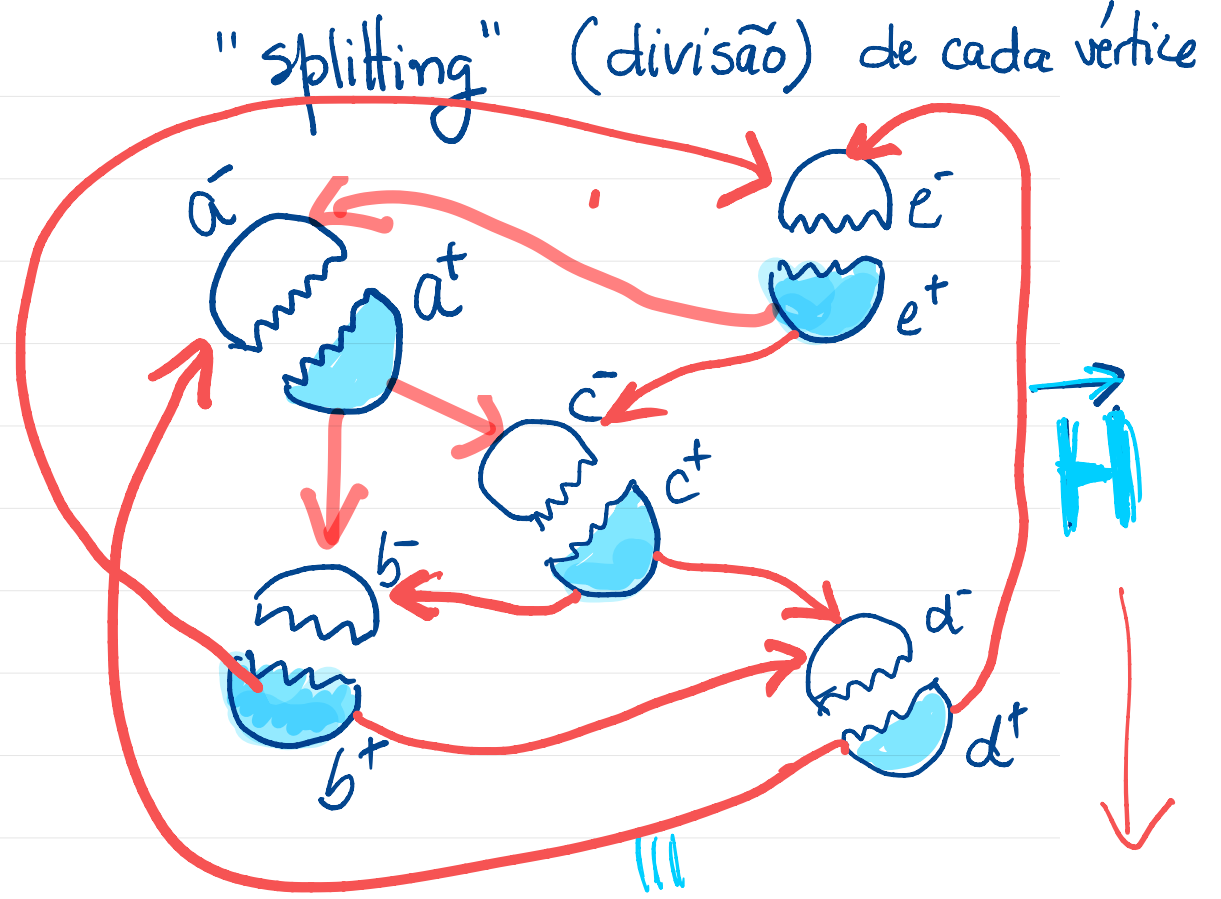 "splitting" (divisão) de cada vértice
a⁻
e⁻
a⁺
e⁺
c⁻
H
c⁺
b⁻
d⁻
b⁺
d⁺